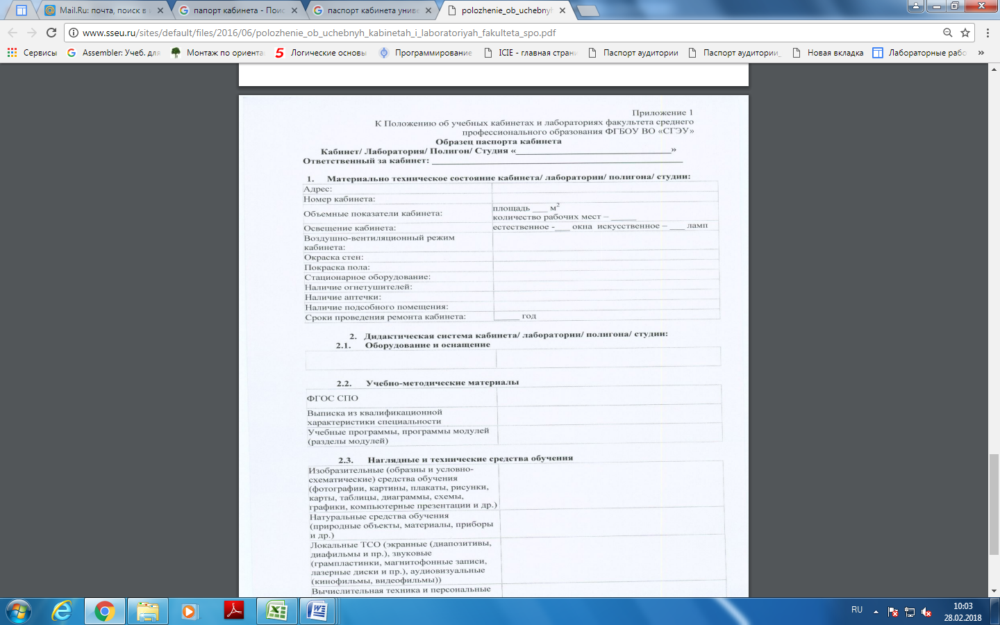 Mail.Ru: почта, поиск в
папорт кабинета - Поис
паспорт кабинета униве
polozhenie_ob_uchebnyh
www.sseu.ru/sites/default/files/2016/06/polozhenie_ob_uchebnyh_kabinetah_i_laboratoriyah_fakulteta_spo.pdf
Сервисы
Assembler: Учеб. для
Монтаж по ориента
Логические основы
Программирование
ICIE - главная стран
Паспорт аудитории
Паспорт аудитории_
Новая вкладка
Лабораторные рабо
Приложение 1
К Положению об учебных кабинетах и лабораториях факультета среднего
профессионального образования ФГБОУ ВО «СГЭУ»
Образец паспорта кабинета
Кабинет/ Лаборатория/ Полигон/ Студия «_______________________________»
Ответственный за кабинет: __________________________________________________
1. Материально техническое состояние кабинета/ лаборатории/ полигона/ студии:
Адрес:
Номер кабинета:
Объемные показатели кабинета:
площадь ___ м²
количество рабочих мест – _____
Освещение кабинета:
естественное -___ окна искусственное – ___ ламп
Воздушно-вентиляционный режим
кабинета:
Окраска стен:
Покраска пола:
Стационарное оборудование:
Наличие огнетушителей:
Наличие аптечки:
Наличие подсобного помещения:
Сроки проведения ремонта кабинета:
_____ год
2. Дидактическая система кабинета/ лаборатории/ полигона/ студии:
2.1. Оборудование и оснащение
2.2. Учебно-методические материалы
ФГОС СПО
Выписка из квалификационной
характеристики специальности
Учебные программы, программы модулей
(разделы модулей)
2.3. Наглядные и технические средства обучения
Изобразительные (образны и условно-
схематические) средства обучения
(фотографии, картины, плакаты, рисунки,
карты, таблицы, диаграммы, схемы,
графики, компьютерные презентации и др.)
Натуральные средства обучения
(природные объекты, материалы, приборы
и др.)
Локальные ТСО (экранные (диапозитивы,
диафильмы и пр.), звуковые
(грампластинки, магнитофонные записи,
лазерные диски и пр.), аудиовизуальные
(кинофильмы, видеофильмы))
Вычислительная техника и персональные
RU
10:03
28.02.2018